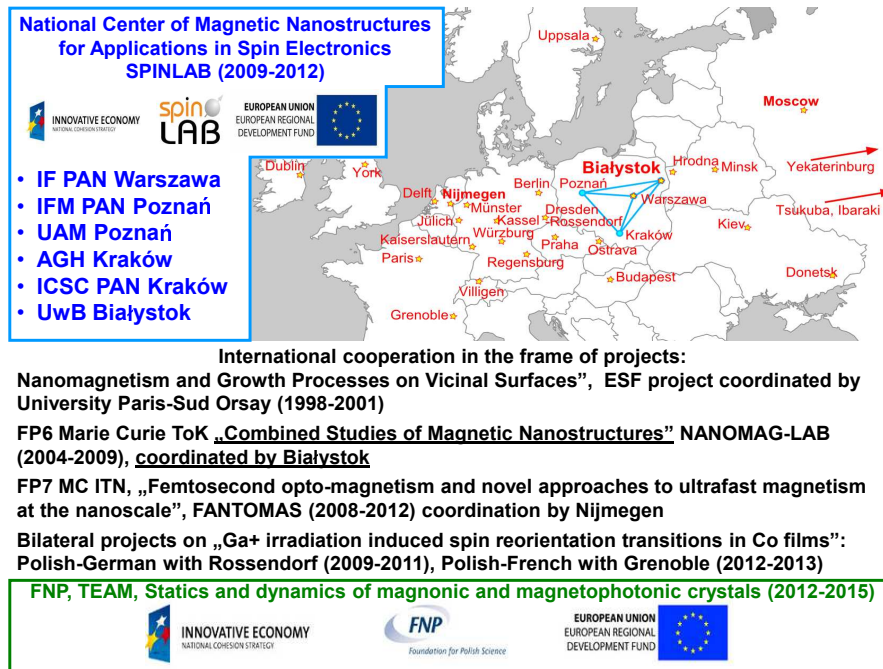 National Center of Magnetic Nanostructures
for Applications in Spin Electronics
SPINLAB (2009-2012)
INNOVATIVE ECONOMY
NATIONAL COHESION STRATEGY
spin
LAB
EUROPEAN UNION
EUROPEAN REGIONAL
DEVELOPMENT FUND
• IF PAN Warszawa
• IFM PAN Poznań
• UAM Poznań
• AGH Kraków
• ICSC PAN Kraków
• UwB Białystok
Uppsala
Moscow
Dublin
York
Białystok
Hrodna
Minsk
Yekaterinburg
Delft
Nijmegen
Berlin
Poznań
Münster
Warszawa
Tsukuba, Ibaraki
Jülich
Kassel
Dresden
Rossendorf
Kaiserslautern
Würzburg
Praha
Kraków
Kiev
Paris
Regensburg
Ostrava
Villigen
Budapest
Donetsk
Grenoble
International cooperation in the frame of projects:
Nanomagnetism and Growth Processes on Vicinal Surfaces”, ESF project coordinated by
University Paris-Sud Orsay (1998-2001)
FP6 Marie Curie ToK „Combined Studies of Magnetic Nanostructures” NANOMAG-LAB
(2004-2009), coordinated by Białystok
FP7 MC ITN, „Femtosecond opto-magnetism and novel approaches to ultrafast magnetism
at the nanoscale”, FANTOMAS (2008-2012) coordination by Nijmegen
Bilateral projects on „Ga+ irradiation induced spin reorientation transitions in Co films”:
Polish-German with Rossendorf (2009-2011), Polish-French with Grenoble (2012-2013)
FNP, TEAM, Statics and dynamics of magnonic and magnetophotonic crystals (2012-2015)
INNOVATIVE ECONOMY
NATIONAL COHESION STRATEGY
FNP
Foundation for Polish Science
EUROPEAN UNION
EUROPEAN REGIONAL
DEVELOPMENT FUND